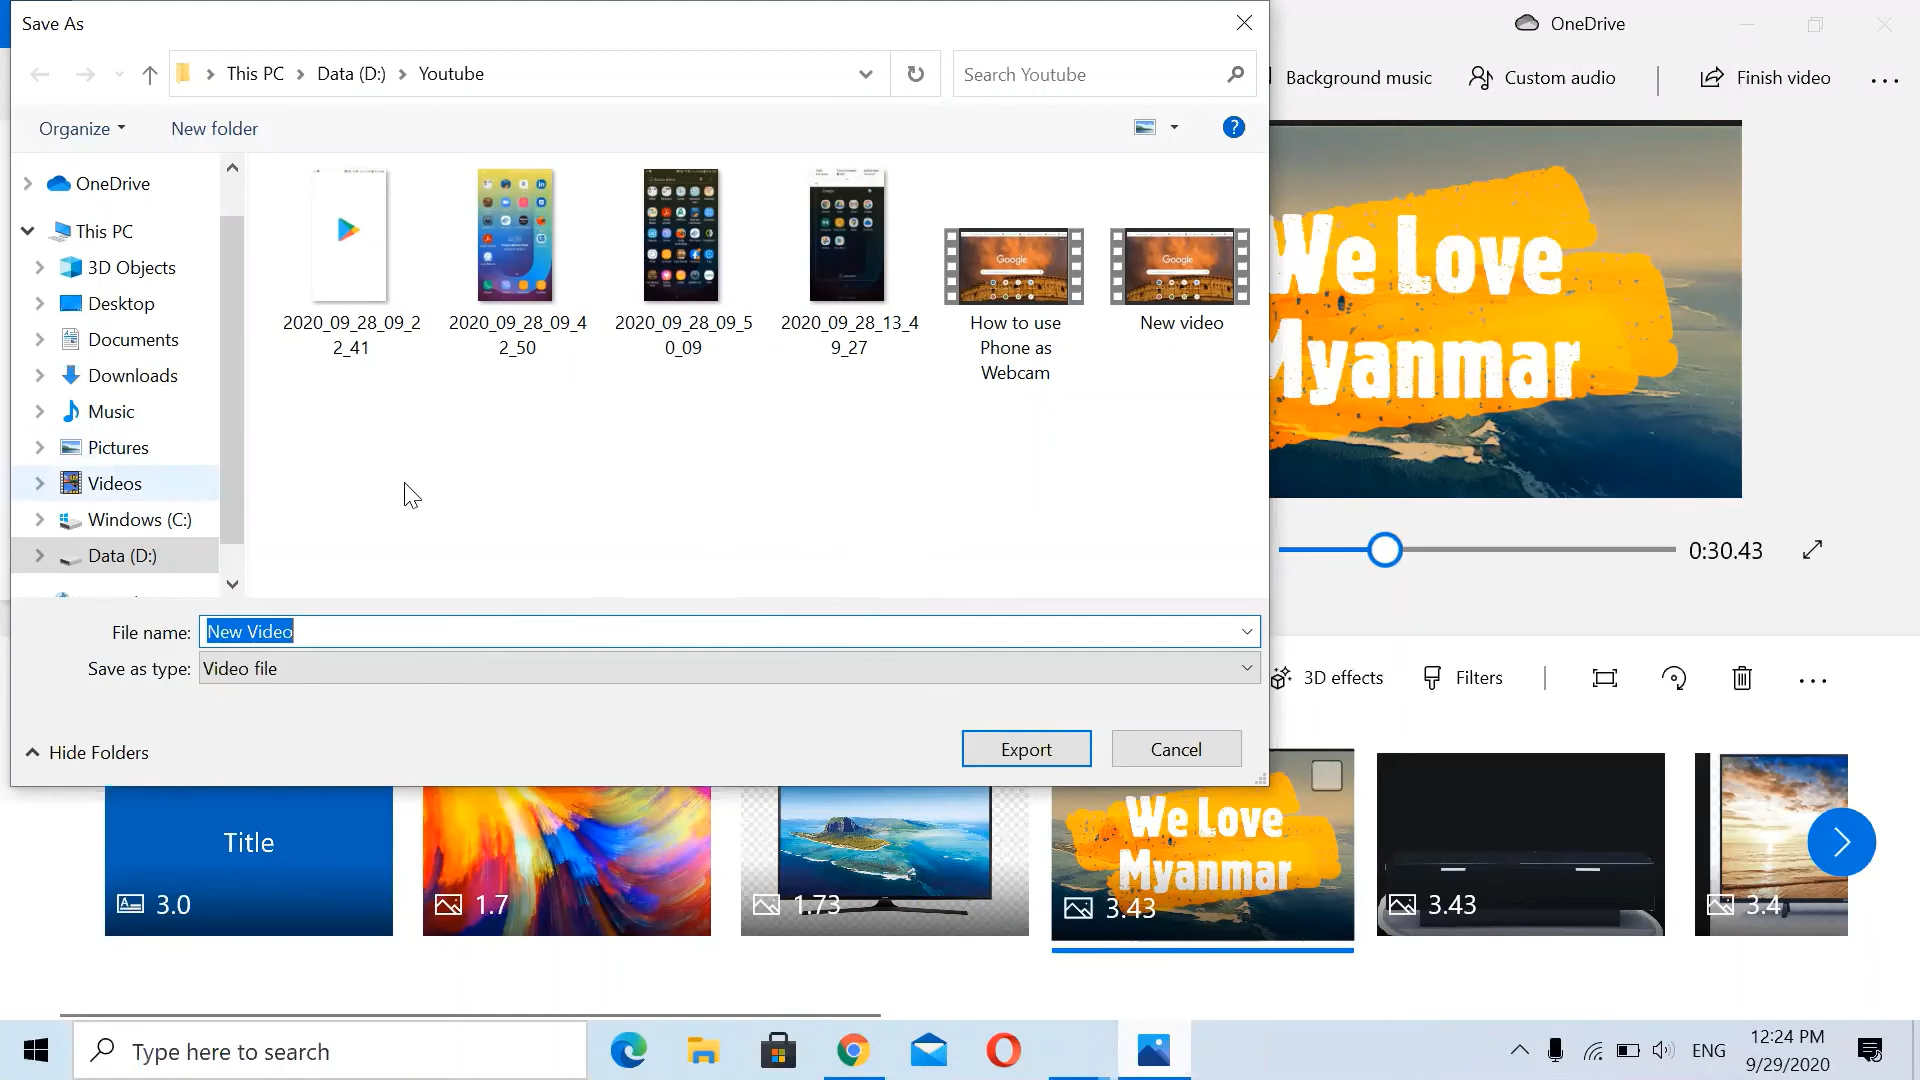 Save As
OneDrive
This PC
Data (D:)
Youtube
Search Youtube
Background music
Custom audio
Finish video
...
Organize
New folder
?
OneDrive
This PC
3D Objects
Desktop
Documents
Downloads
Music
Pictures
Videos
Windows (C:)
Data (D:)
2020_09_28_09_2
2_41
2020_09_28_09_4
2_50
2020_09_28_09_5
0_09
2020_09_28_13_4
9_27
Google
How to use
Phone as
Webcam
Google
New video
We Love
Myanmar
0:30.43
File name:
New Video
Save as type:
Video file
3D effects
Filters
...
Hide Folders
Export
Cancel
Title
3.0
1.7
1.73
We Love
Myanmar
3.43
3.43
3.4
Type here to search
ENG
12:24 PM
9/29/2020